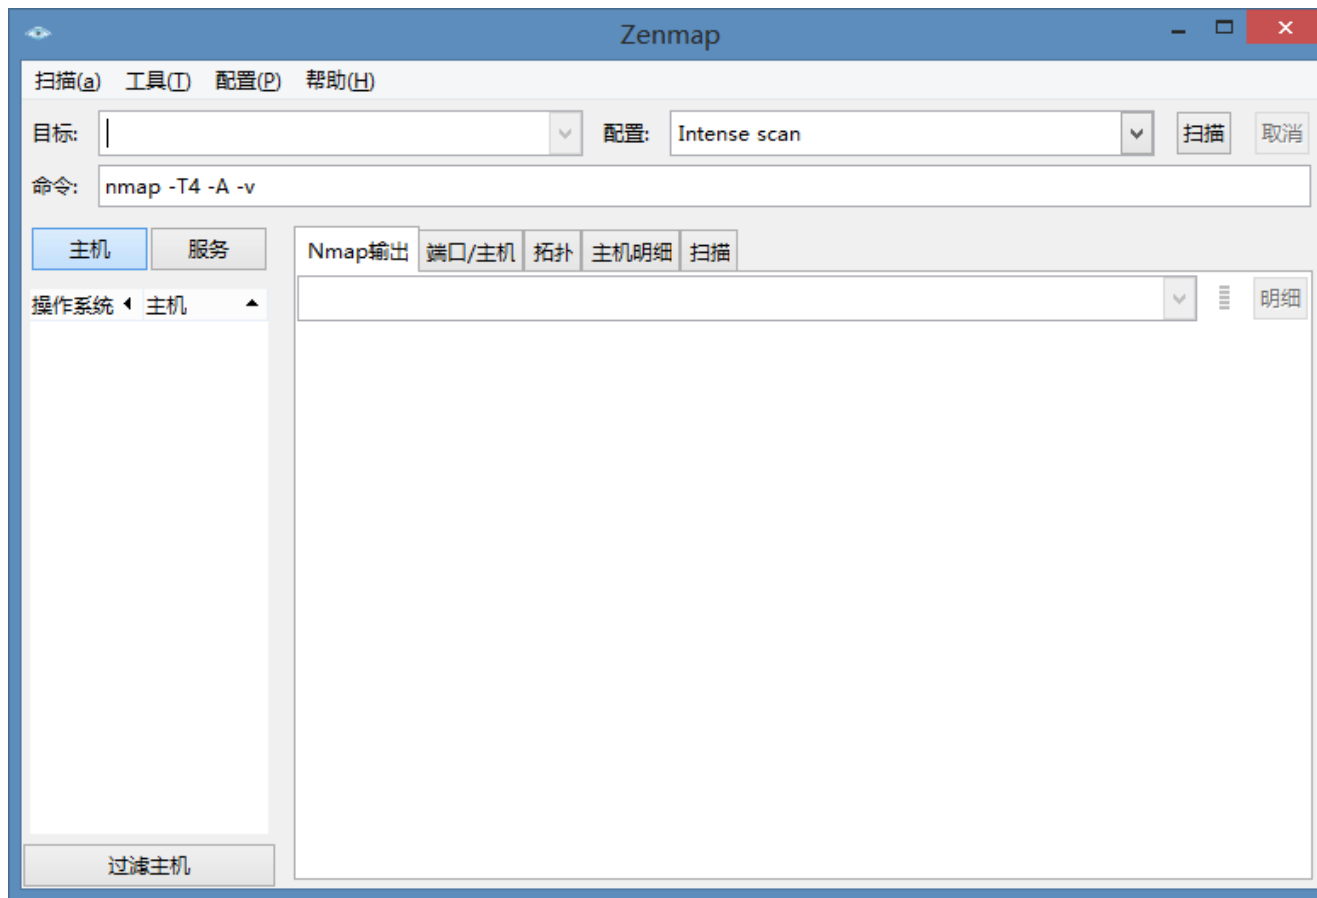 Zenmap
扫描(a) 工具(T) 配置(P) 帮助(H)
目标: 配置: Intense scan 扫描 取消
命令: nmap -T4 -A -v
主机 服务 Nmap输出 端口/主机 拓扑 主机明细 扫描
操作系统 主机 明细
过滤主机